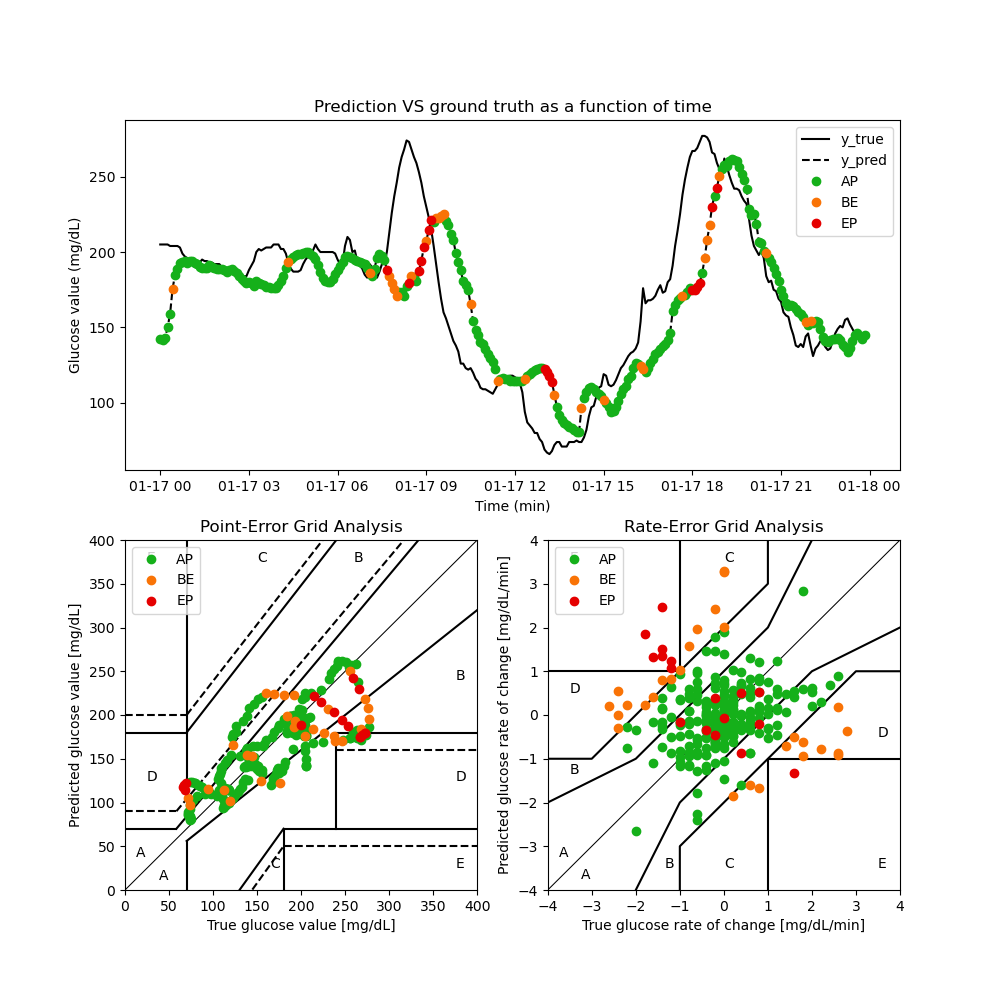 Prediction VS ground truth as a function of time
Glucose value (mg/dL)
250
200
150
100
y_true
y_pred
AP
BE
EP
01-17 00 01-17 03 01-17 06 01-17 09 01-17 12 01-17 15 01-17 18 01-17 21 01-18 00
Time (min)
Point-Error Grid Analysis
Predicted glucose value [mg/dL]
400
350
300
250
200
150
100
50
0
AP
BE
EP
C
B
B
D
D
A
A
C
E
0 50 100 150 200 250 300 350 400
True glucose value [mg/dL]
Rate-Error Grid Analysis
Predicted glucose rate of change [mg/dL/min]
4
3
2
1
0
−1
−2
−3
−4
AP
BE
EP
C
D
D
B
A
A
B
C
E
−4 −3 −2 −1 0 1 2 3 4
True glucose rate of change [mg/dL/min]